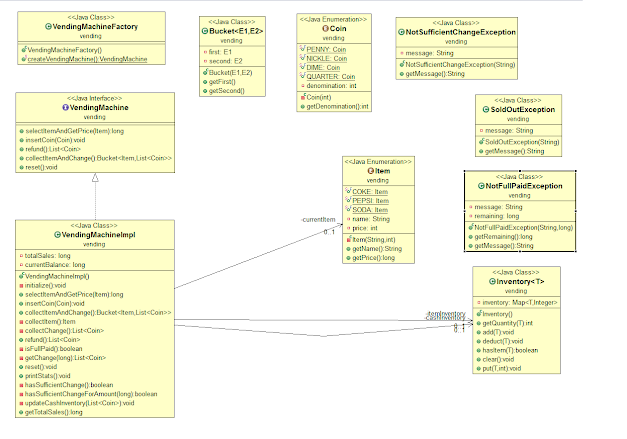 <<Java Class>>
VendingMachineFactory
vending
VendingMachineFactory()
createVendingMachine():VendingMachine
<<Java Class>>
Bucket<E1,E2>
vending
first: E1
second: E2
Bucket(E1,E2)
getFirst()
getSecond()
<<Java Enumeration>>
Coin
vending
PENNY: Coin
NICKLE: Coin
DIME: Coin
QUARTER: Coin
denomination: int
Coin(int)
getDenomination():int
<<Java Class>>
NotSufficientChangeException
vending
message: String
NotSufficientChangeException(String)
getMessage():String
<<Java Interface>>
VendingMachine
vending
selectItemAndGetPrice(Item):long
insertCoin(Coin):void
refund():List<Coin>
collectItemAndChange():Bucket<Item,List<Coin>>
reset():void
<<Java Class>>
SoldOutException
vending
message: String
SoldOutException(String)
getMessage():String
<<Java Enumeration>>
Item
vending
COKE: Item
PEPSI: Item
SODA: Item
name: String
price: int
Item(String,int)
getName():String
getPrice():long
<<Java Class>>
NotFullPaidException
vending
message: String
remaining: long
NotFullPaidException(String,long)
getRemaining():long
getMessage():String
<<Java Class>>
VendingMachineImpl
vending
totalSales: long
currentBalance: long
VendingMachineImpl()
initialize():void
selectItemAndGetPrice(Item):long
insertCoin(Coin):void
collectItemAndChange():Bucket<Item,List<Coin>>
collectItem():Item
collectChange():List<Coin>
refund():List<Coin>
isFullPaid():boolean
getChange(long):List<Coin>
reset():void
printStats():void
hasSufficientChange():boolean
hasSufficientChangeForAmount(long):boolean
updateCashInventory(List<Coin>):void
getTotalSales():long
-currentItem
0..1
-itemInventory
-cashInventory
0..1
<<Java Class>>
Inventory<T>
vending
inventory: Map<T,Integer>
Inventory()
getQuantity(T):int
add(T):void
deduct(T):void
hasItem(T):boolean
clear():void
put(T,int):void